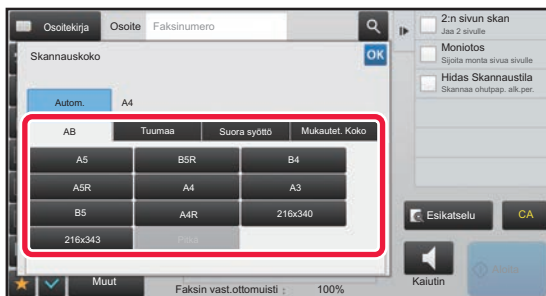 Osoitekirja Osoite Faksinumero
Skannauskoko OK
Autom. A4
AB Tuumaa Suora syöttö Mukautet. Koko
A5 B5R B4
A5R A4 A3
B5 A4R 216x340
216x343
Muut
Faksin vast.ottomuisti : 100%
2:n sivun skan
Jaa 2 sivulle
Moniotos
Sijoita monta sivua sivulle
Hidas Skannaustila
Skannaa ohutpap. alk.per.
Esikatselu CA
Kaiutin